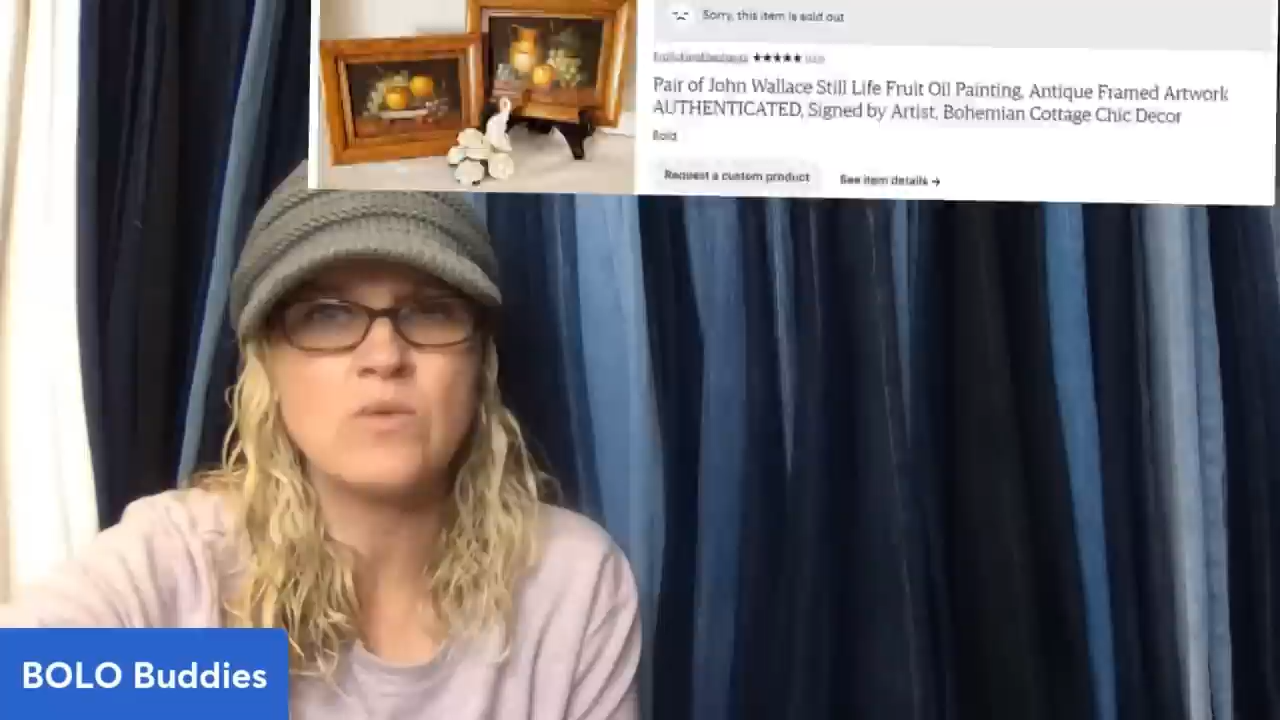 Sorry, this item is sold out
Pair of John Wallace Still Life Fruit Oil Painting, Antique Framed Artwork
AUTHENTICATED, Signed by Artist, Bohemian Cottage Chic Decor
Sold
Request a custom product
See item details →
BOLO Buddies